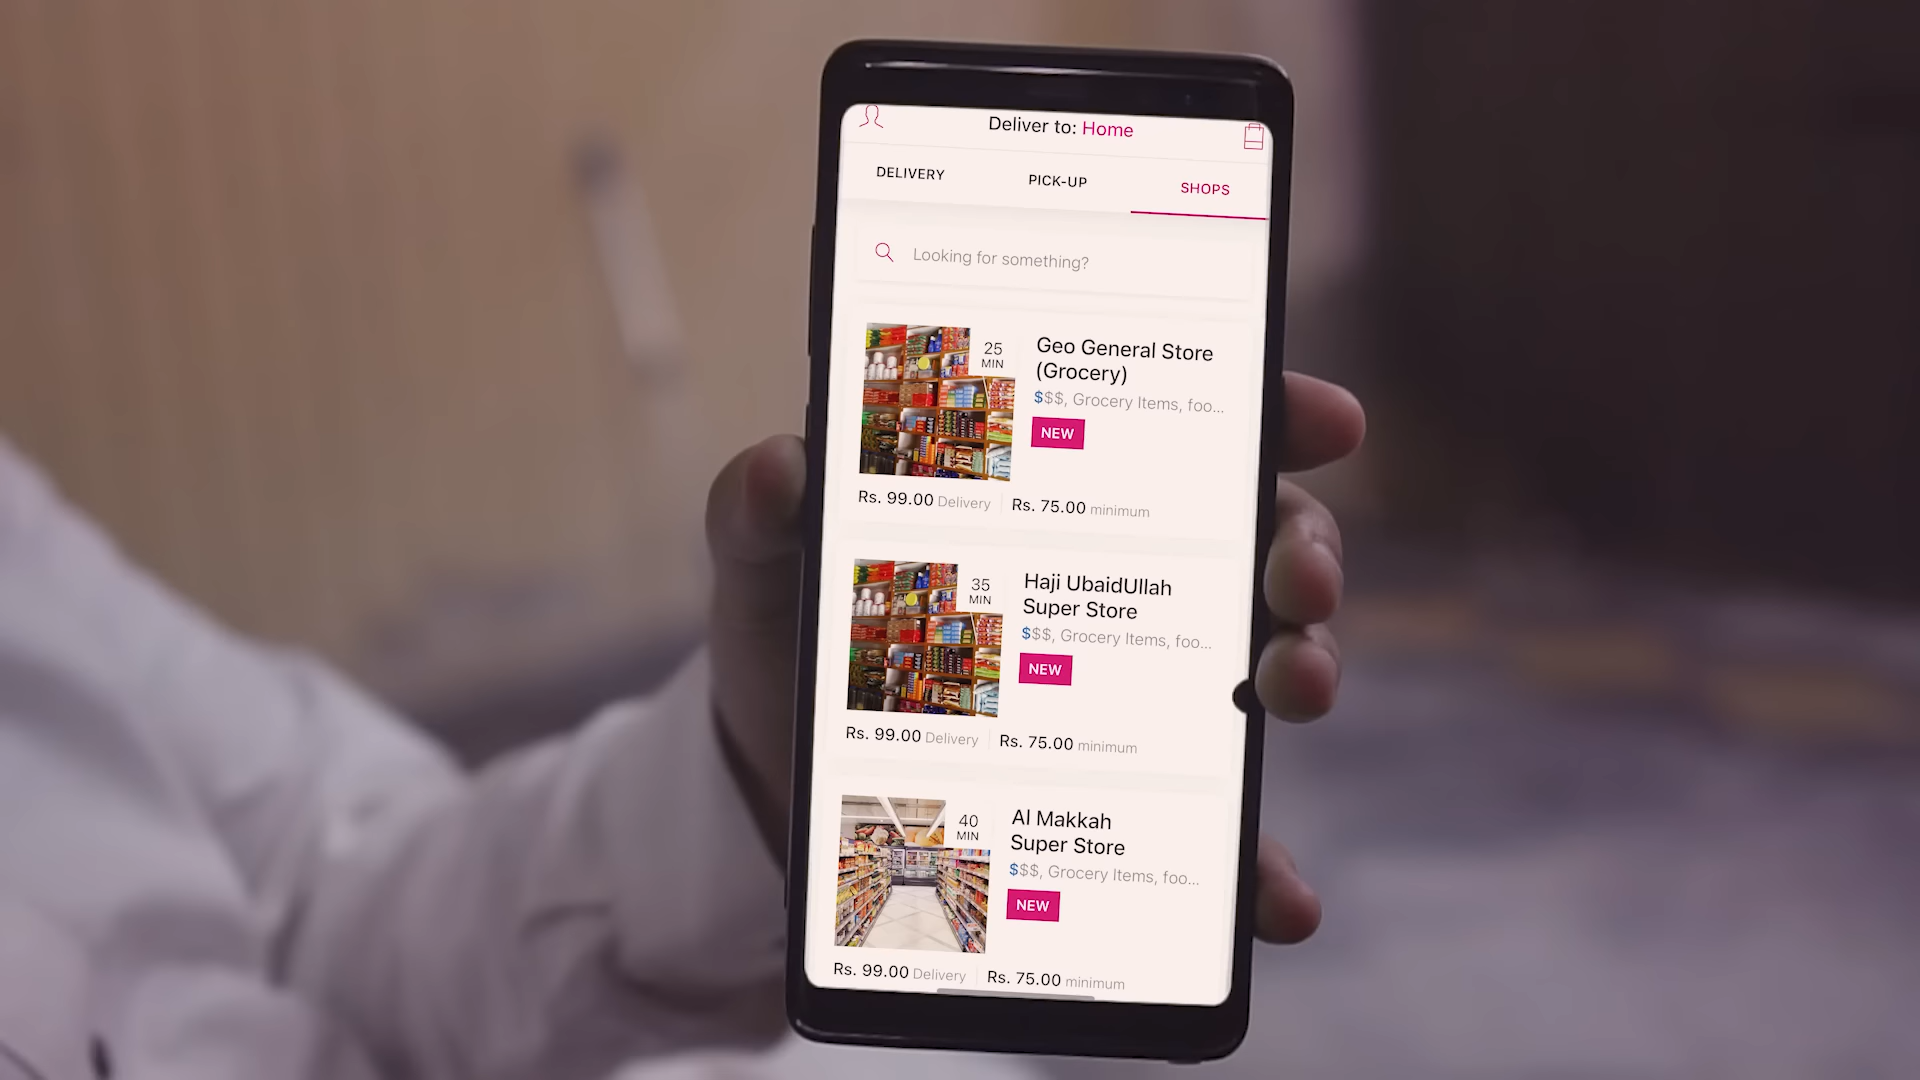 Deliver to: Home
DELIVERY PICK-UP SHOPS
Looking for something?
25 MIN
Geo General Store
(Grocery)
$$$, Grocery Items, foo...
NEW
Rs. 99.00 Delivery Rs. 75.00 minimum
35 MIN
Haji UbaidUllah
Super Store
$$$, Grocery Items, foo...
NEW
Rs. 99.00 Delivery Rs. 75.00 minimum
40 MIN
Al Makkah
Super Store
$$$, Grocery Items, foo...
NEW
Rs. 99.00 Delivery Rs. 75.00 minimum